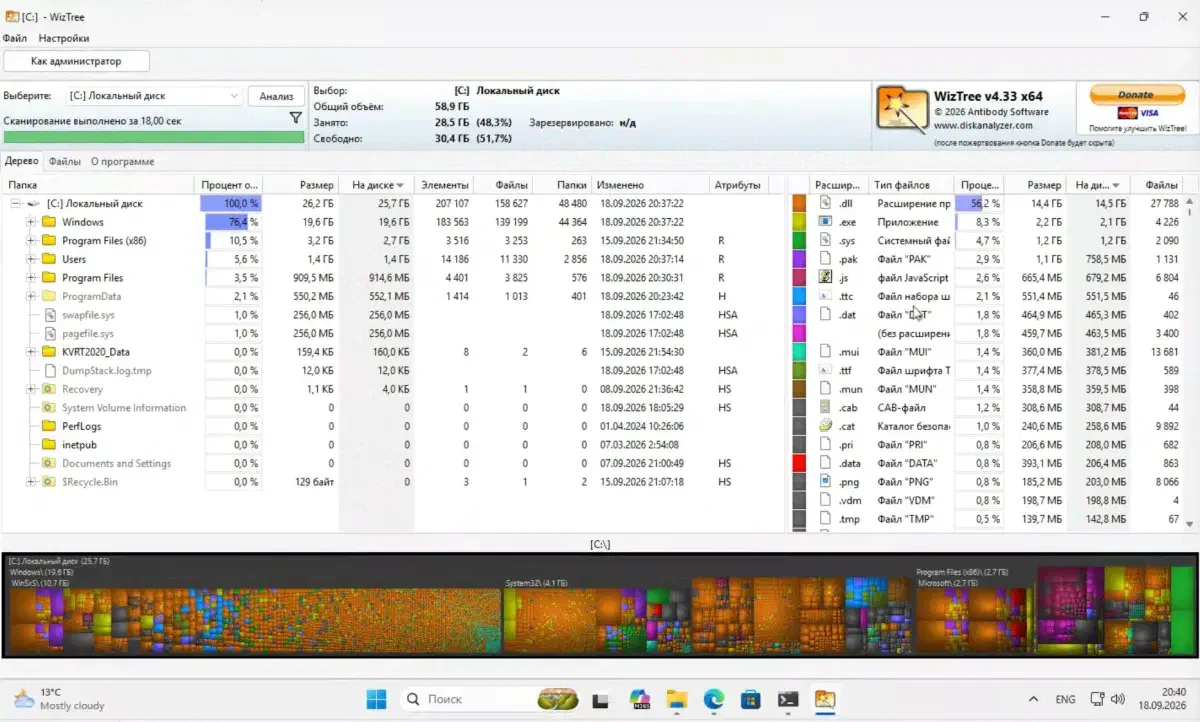 [C:] - WizTree
Файл Настройки
Как администратор
Выберите: [C:] Локальный диск Анализ
Сканирование выполнено за 18,00 сек
Выбор: [C:] Локальный диск
Общий объём: 58,9 ГБ
Занято: 28,5 ГБ (48,3%) Зарезервировано: н/д
Свободно: 30,4 ГБ (51,7%)
WizTree v4.33 x64
© 2026 Antibody Software
www.diskanalyzer.com
(после пожертвования кнопка Donate будет скрыта)
Donate
VISA
Помогите улучшить WizTree!
Дерево Файлы О программе
Папка Процент о... Размер На диске Элементы Файлы Папки Изменено Атрибуты
[C:] Локальный диск 100,0 % 26,2 ГБ 25,7 ГБ 207 107 158 627 48 480 18.09.2026 20:37:22
Windows 76,4 % 19,6 ГБ 19,6 ГБ 183 563 139 199 44 364 18.09.2026 20:37:22
Program Files (x86) 10,5 % 3,2 ГБ 2,7 ГБ 3 516 3 253 263 15.09.2026 21:34:50 R
Users 5,6 % 1,4 ГБ 1,4 ГБ 14 186 11 330 2 856 18.09.2026 20:37:14 R
Program Files 3,5 % 909,5 МБ 914,6 МБ 4 401 3 825 576 18.09.2026 20:30:31 R
ProgramData 2,1 % 550,2 МБ 552,1 МБ 1 414 1 013 401 18.09.2026 20:23:42 H
swapfile.sys 1,0 % 256,0 МБ 256,0 МБ 18.09.2026 17:02:48 HSA
pagefile.sys 1,0 % 256,0 МБ 256,0 МБ 18.09.2026 17:02:48 HSA
KVRT2020_Data 0,0 % 159,4 КБ 160,0 КБ 8 2 6 15.09.2026 21:54:30
DumpStack.log.tmp 0,0 % 12,0 КБ 12,0 КБ 18.09.2026 17:02:48 HSA
Recovery 0,0 % 1,1 КБ 4,0 КБ 1 1 0 08.09.2026 21:36:42 HS
System Volume Information 0,0 % 0 0 0 0 0 18.09.2026 18:05:29 HS
PerfLogs 0,0 % 0 0 0 0 0 01.04.2024 10:26:06
inetpub 0,0 % 0 0 0 0 0 07.03.2026 2:54:08
Documents and Settings 0,0 % 0 0 0 0 0 07.09.2026 21:00:49 HS
$Recycle.Bin 0,0 % 129 байт 0 3 1 2 15.09.2026 21:07:18 HS
Расшир... Тип файлов Проце... Размер На ди... Файлы
.dll Расширение пр 56,2 % 14,4 ГБ 14,5 ГБ 27 788
.exe Приложение 8,3 % 2,2 ГБ 2,1 ГБ 4 226
.sys Системный фай 4,7 % 1,2 ГБ 1,2 ГБ 2 090
.pak Файл "PAK" 2,9 % 1,1 ГБ 758,5 МБ 1 131
.js файл JavaScript 2,6 % 665,4 МБ 679,2 МБ 6 804
.ttc Файл набора ш 2,1 % 551,4 МБ 551,5 МБ 46
.dat Файл "DAT" 1,8 % 464,9 МБ 465,3 МБ 402
(без расширени 1,8 % 459,7 МБ 463,5 МБ 3 400
.mui Файл "MUI" 1,4 % 360,0 МБ 381,2 МБ 13 681
.ttf Файл шрифта T 1,4 % 377,4 МБ 378,5 МБ 589
.mun Файл "MUN" 1,4 % 358,8 МБ 359,5 МБ 398
.cab CAB-файл 1,2 % 308,6 МБ 308,7 МБ 44
.cat Каталог безопа 1,0 % 240,6 МБ 258,6 МБ 9 892
.pri Файл "PRI" 0,8 % 206,6 МБ 208,0 МБ 682
.data Файл "DATA" 0,8 % 393,1 МБ 206,4 МБ 863
.png Файл "PNG" 0,8 % 185,2 МБ 203,0 МБ 8 066
.vdm Файл "VDM" 0,8 % 198,7 МБ 198,8 МБ 4
.tmp Файл "TMP" 0,5 % 139,7 МБ 142,8 МБ 67
[C:\]
[C:] Локальный диск (25,7 ГБ)
Windows\ (19,6 ГБ)
WinSxS\ (10,7 ГБ)
System32\ (4,1 ГБ)
Program Files (x86)\ (2,7 ГБ)
Microsoft\ (2,7 ГБ)
13°C
Mostly cloudy
Поиск
M365
ENG
20:40
18.09.2026